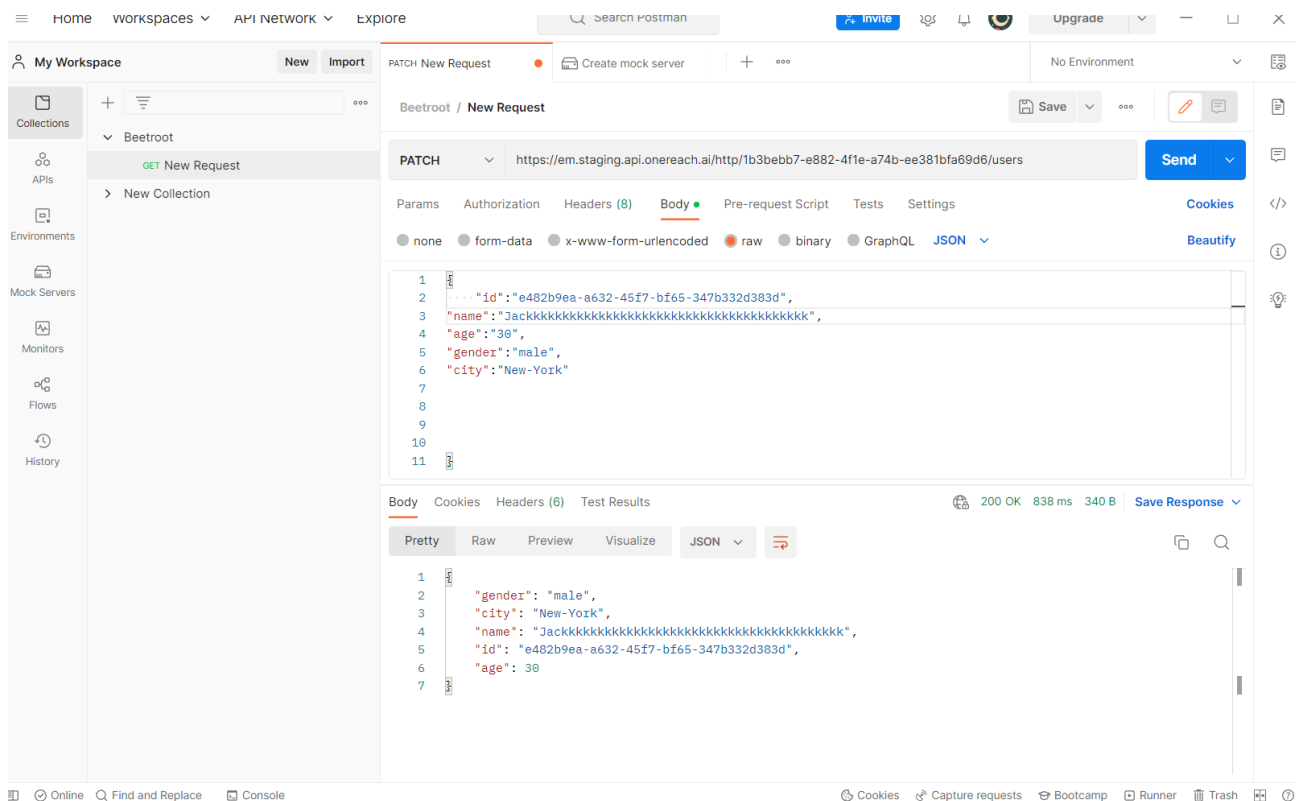 Home Workspaces API Network Explore Search Postman Invite Upgrade
My Workspace New Import PATCH New Request Create mock server No Environment
Collections
APIs
Environments
Mock Servers
Monitors
Flows
History
Beetroot
GET New Request
New Collection
Beetroot / New Request Save
PATCH https://em.staging.api.onereach.ai/http/1b3bebb7-e882-4f1e-a74b-ee381bfa69d6/users Send
Params Authorization Headers (8) Body Pre-request Script Tests Settings Cookies
none form-data x-www-form-urlencoded raw binary GraphQL JSON Beautify
1 {
2 ····"id":"e482b9ea-a632-45f7-bf65-347b332d383d",
3 "name":"Jackkkkkkkkkkkkkkkkkkkkkkkkkkkkkkkkkkkkkkk",
4 "age":"30",
5 "gender":"male",
6 "city":"New-York"
7
8
9
10
11 }
Body Cookies Headers (6) Test Results 200 OK 838 ms 340 B Save Response
Pretty Raw Preview Visualize JSON
1 {
2 "gender": "male",
3 "city": "New-York",
4 "name": "Jackkkkkkkkkkkkkkkkkkkkkkkkkkkkkkkkkkkkkkk",
5 "id": "e482b9ea-a632-45f7-bf65-347b332d383d",
6 "age": 30
7 }
Online Find and Replace Console Cookies Capture requests Bootcamp Runner Trash